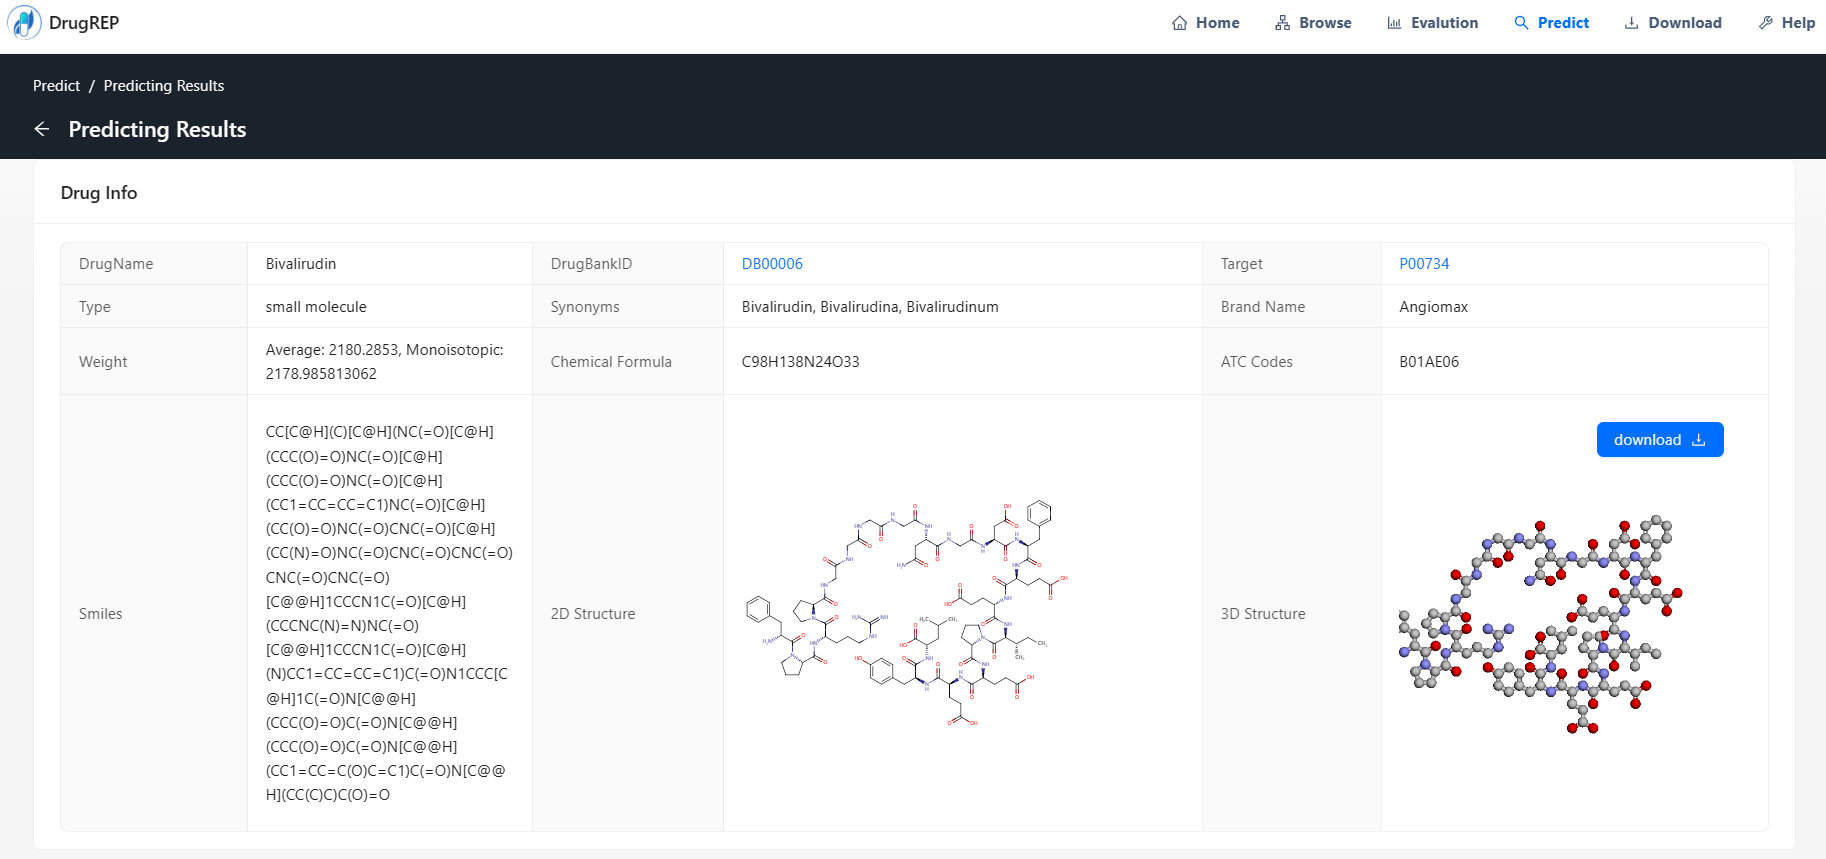 DrugREP
Home Browse Evalution Predict Download Help
Predict / Predicting Results
Predicting Results
Drug Info
DrugName Bivalirudin DrugBankID DB00006 Target P00734
Type small molecule Synonyms Bivalirudin, Bivalirudina, Bivalirudinum Brand Name Angiomax
Weight Average: 2180.2853, Monoisotopic: 2178.985813062 Chemical Formula C98H138N24O33 ATC Codes B01AE06
Smiles
CC[C@H](C)[C@H](NC(=O)[C@H]
(CCC(O)=O)NC(=O)[C@H]
(CCC(O)=O)NC(=O)[C@H]
(CC1=CC=CC=C1)NC(=O)[C@H]
(CC(O)=O)NC(=O)CNC(=O)[C@H]
(CC(N)=O)NC(=O)CNC(=O)CNC(=O)
CNC(=O)CNC(=O)
[C@@H]1CCCN1C(=O)[C@H]
(CCCNC(N)=N)NC(=O)
[C@@H]1CCCN1C(=O)[C@H]
(N)CC1=CC=CC=C1)C(=O)N1CCC[C
@H]1C(=O)N[C@@H]
(CCC(O)=O)C(=O)N[C@@H]
(CCC(O)=O)C(=O)N[C@@H]
(CC1=CC=C(O)C=C1)C(=O)N[C@@
H](CC(C)C)C(O)=O
2D Structure
3D Structure
download